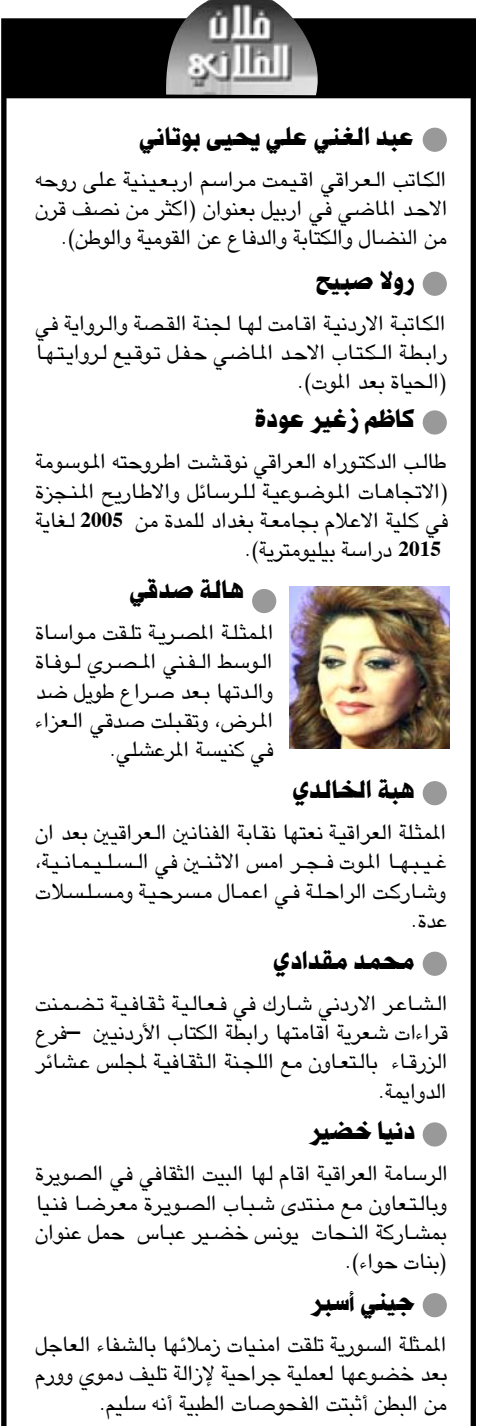 فلان
الفلاني
عبد الغني علي يحيى بوتاني
الكاتب العراقي اقيمت مراسم اربعينية على روحه
الاحد الماضي في اربيل بعنوان (اكثر من نصف قرن
من النضال والكتابة والدفاع عن القومية والوطن).
رولا صبيح
الكاتبة الاردنية اقامت لها لجنة القصة والرواية في
رابطة الكتاب الاحد الماضي حفل توقيع لروايتها
(الحياة بعد الموت).
كاظم زغير عودة
طالب الدكتوراه العراقي نوقشت اطروحته الموسومة
(الاتجاهات الموضوعية للرسائل والاطاريح المنجزة
في كلية الاعلام بجامعة بغداد للمدة من 2005 لغاية
2015 دراسة بيليومترية).
هالة صدقي
الممثلة المصرية تلقت مواساة
الوسط الفني المصري لوفاة
والدتها بعد صراع طويل ضد
المرض، وتقبلت صدقي العزاء
في كنيسة المرعشلي.
هبة الخالدي
الممثلة العراقية نعتها نقابة الفنانين العراقيين بعد ان
غيبها الموت فجر امس الاثنين في السليمانية،
وشاركت الراحلة في اعمال مسرحية ومسلسلات
عدة.
محمد مقدادي
الشاعر الاردني شارك في فعالية ثقافية تضمنت
قراءات شعرية اقامتها رابطة الكتاب الأردنيين –فرع
الزرقاء بالتعاون مع اللجنة الثقافية لمجلس عشائر
الدوايمة.
دنيا خضير
الرسامة العراقية اقام لها البيت الثقافي في الصويرة
وبالتعاون مع منتدى شباب الصويرة معرضا فنيا
بمشاركة النحات يونس خضير عباس حمل عنوان
(بنات حواء).
جيني أسبر
الممثلة السورية تلقت امنيات زملائها بالشفاء العاجل
بعد خضوعها لعملية جراحية لإزالة تليف دموي وورم
من البطن أثبتت الفحوصات الطبية أنه سليم.